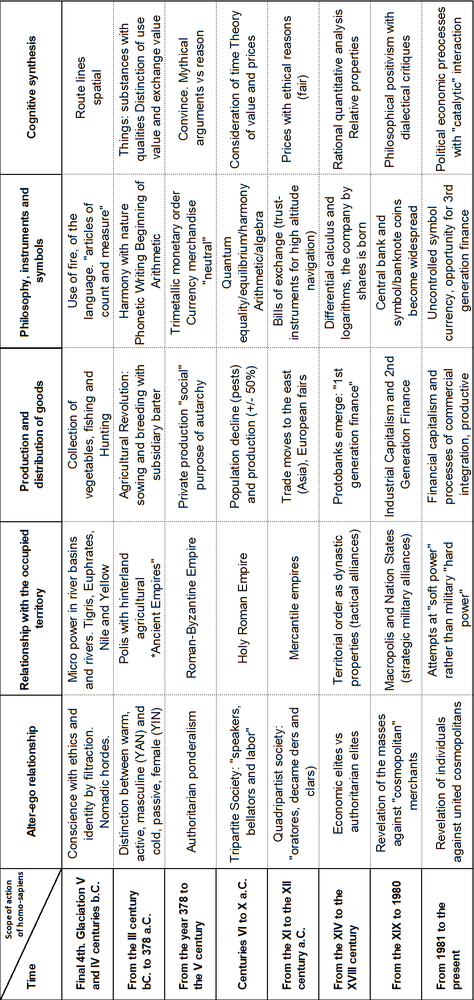 Scope of action
of homo-sapiens
Time
Alter-ego relationship
Relationship with the occupied
territory
Production and
distribution of goods
Philosophy, instruments and
symbols
Cognitive synthesis
Final 4th. Glaciation V
and IV centuries b.C.
Conscience with ethics and
identity by filtraction.
Nomadic hordes.
Micro power in river basins
and rivers. Tigris, Euphrates,
Nile and Yellow
Collection of
vegetables, fishing and
Hunting
Use of fire, of the
language. "articles of
count and measure"
Route lines
spatial
From the III century
bC. to 378 a.C.
Distinction between warm,
active, masculine (YAN) and
cold, passive, female (YIN)
Polis with hinterland
agricultural
*Ancient Empires"
Agricultural Revolution:
sowing and breeding with
subsidiary barter
Harmony with nature
Phonetic Writing Beginning of
Arithmetic
Things: substances with
qualities Distinction of use
value and exchange value
From the year 378 to
the V century
Authoritarian ponderalism
Roman-Byzantine Empire
Private production "social"
purpose of autarchy
Trimetallic monetary order
Currency merchandise
"neutral"
Convince. Mythical
arguments vs reason
Centuries VI to X a.C.
Tripartite Society: "speakers,
bellators and labor"
Holy Roman Empire
Population decline (pests)
and production (+/- 50%)
Quantum
equality/equilibrium/harmony
Arithmetic/algebra
Consideration of time Theory
of value and prices
From the XI to the XII
century a.C.
Quadripartist society:
"oratores, decame ders and
clars)
Mercantile empires
Trade moves to the east
(Asia), European fairs
Bills of exchange (trust-
instruments for high altitude
navigation)
Prices with ethical reasons
(fair)
From the XIV to the
XVIII century
Economic elites vs
authoritarian elites
Territorial order as dynastic
properties (tactical alliances)
Protobanks emerge: "1st
generation finance"
Differential calculus and
logarithms, the company by
shares is born
Rational quantitative analysis
Relative properties
From the XIX to 1980
Revelation of the masses
against "cosmopolitan"
merchants
Macropolis and Nation States
(strategic military alliances)
Industrial Capitalism and 2nd
Generation Finance
Central bank and
symbol/banknote coins
become widespread
Philosophical positivism with
dialectical critiques
From 1981 to the
present
Revelation of individuals
against united cosmopolitans
Attempts at "soft power"
rather than military "hard
power"
Financial capitalism and
processes of commercial
integration, productive
Uncontrolled symbol
currency, opportunity for 3rd
generation finance
Political economic preocesses
with "catalytic" interaction